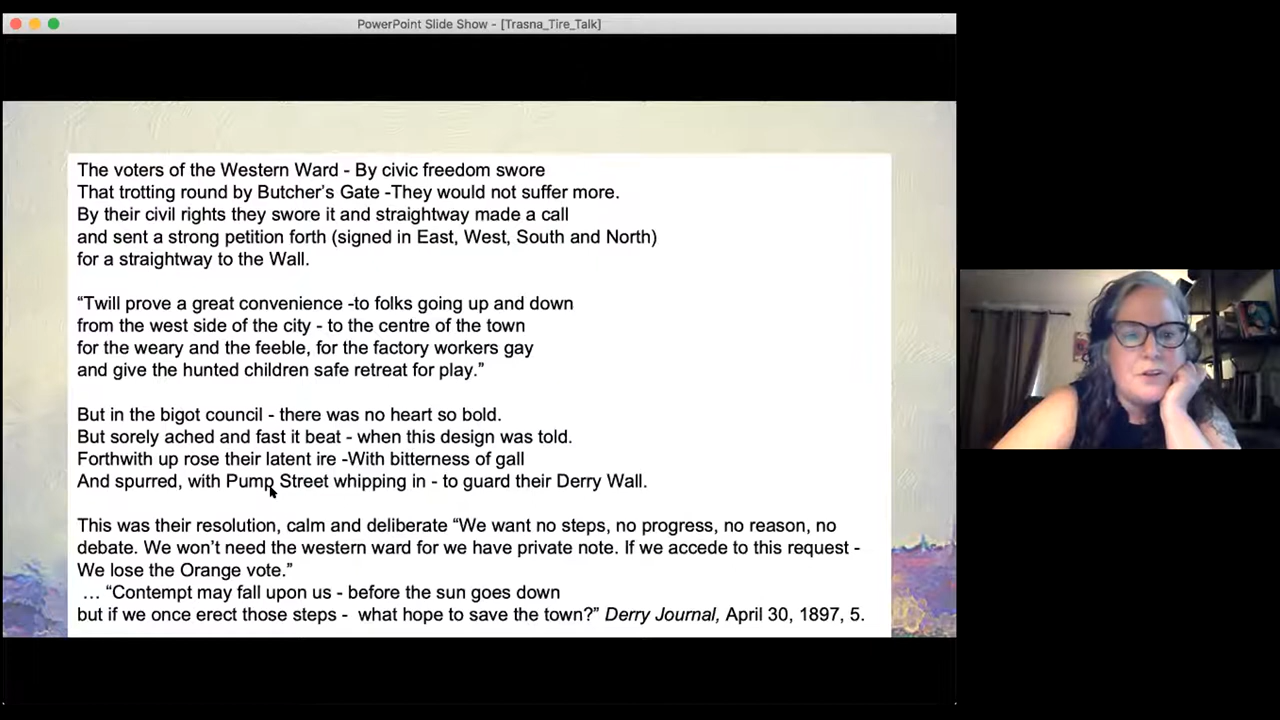 PowerPoint Slide Show - [Trasna_Tire_Talk]
The voters of the Western Ward - By civic freedom swore
That trotting round by Butcher's Gate -They would not suffer more.
By their civil rights they swore it and straightway made a call
and sent a strong petition forth (signed in East, West, South and North)
for a straightway to the Wall.
“Twill prove a great convenience -to folks going up and down
from the west side of the city - to the centre of the town
for the weary and the feeble, for the factory workers gay
and give the hunted children safe retreat for play.”
But in the bigot council - there was no heart so bold.
But sorely ached and fast it beat - when this design was told.
Forthwith up rose their latent ire -With bitterness of gall
And spurred, with Pump Street whipping in - to guard their Derry Wall.
This was their resolution, calm and deliberate “We want no steps, no progress, no reason, no
debate. We won’t need the western ward for we have private note. If we accede to this request -
We lose the Orange vote.”
… “Contempt may fall upon us - before the sun goes down
but if we once erect those steps -  what hope to save the town?” Derry Journal, April 30, 1897, 5.